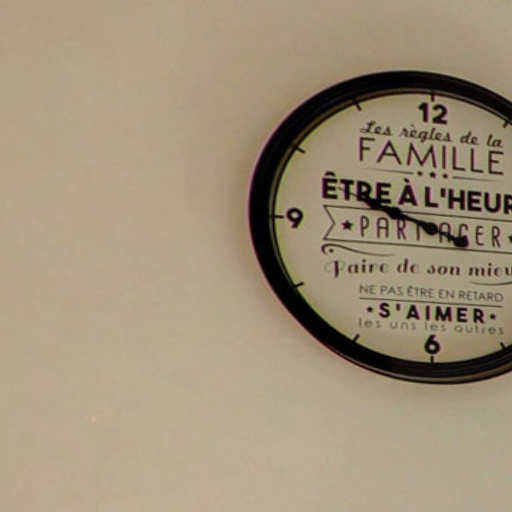 12
Les règles de la
FAMILLE
ÊTRE À L'HEUR
9
PARTAGER
Faire de son mieu
NE PAS ÊTRE EN RETARD
S'AIMER
les uns les autres
6